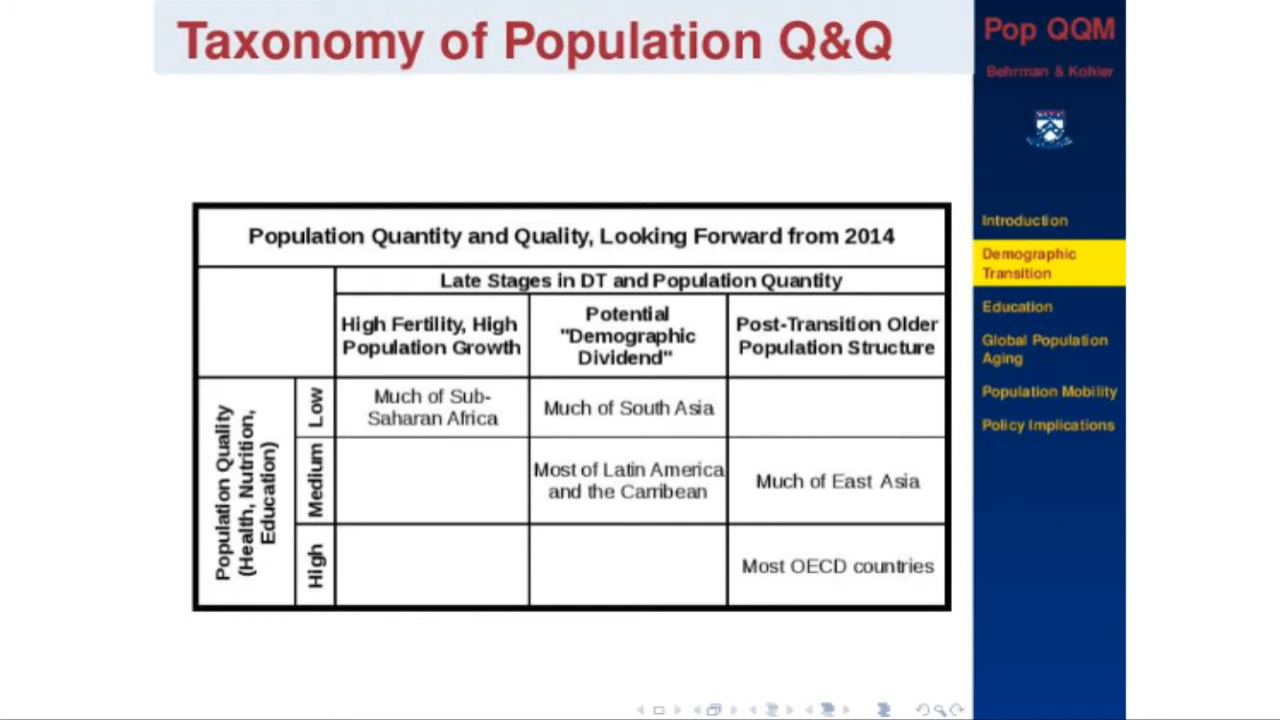 Taxonomy of Population Q&Q
Pop QQM
Behrman & Kohler
Introduction
Demographic
Transition
Education
Global Population
Aging
Population Mobility
Policy Implications
Population Quantity and Quality, Looking Forward from 2014
Late Stages in DT and Population Quantity
High Fertility, High
Population Growth
Potential
"Demographic
Dividend"
Post-Transition Older
Population Structure
Population Quality
(Health, Nutrition,
Education)
Low
Much of Sub-
Saharan Africa
Much of South Asia
Medium
Most of Latin America
and the Carribean
Much of East Asia
High
Most OECD countries